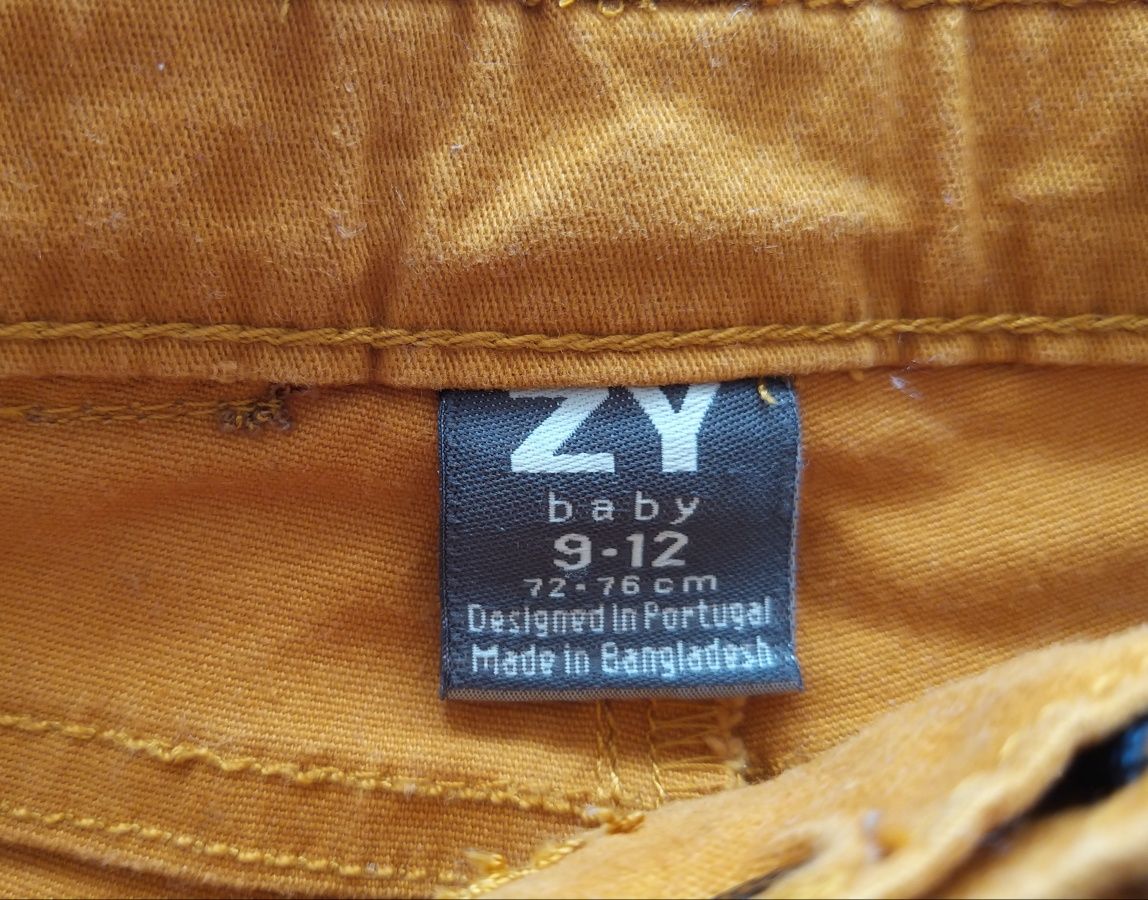 ZY
baby
9-12
72-76cm
Designed in Portugal
Made in Bangladesh